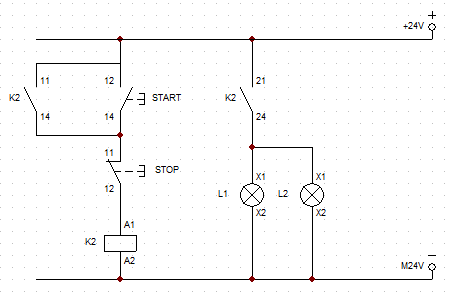 +
+24V
11
12
21
K2
START
K2
14
14
24
11
STOP
12
X1
X1
L1
L2
X2
X2
A1
K2
A2
−
M24V